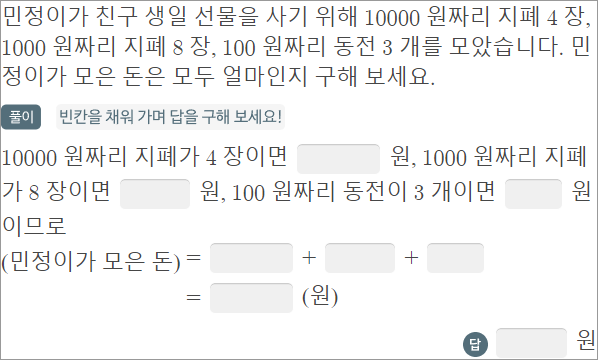 민정이가 친구 생일 선물을 사기 위해 10000 원짜리 지폐 4 장,
1000 원짜리 지폐 8 장, 100 원짜리 동전 3 개를 모았습니다. 민
정이가 모은 돈은 모두 얼마인지 구해 보세요.
풀이 빈칸을 채워 가며 답을 구해 보세요!
10000 원짜리 지폐가 4 장이면 원, 1000 원짜리 지폐
가 8 장이면 원, 100 원짜리 동전이 3 개이면 원
이므로
(민정이가 모은 돈) = + +
= (원)
답 원